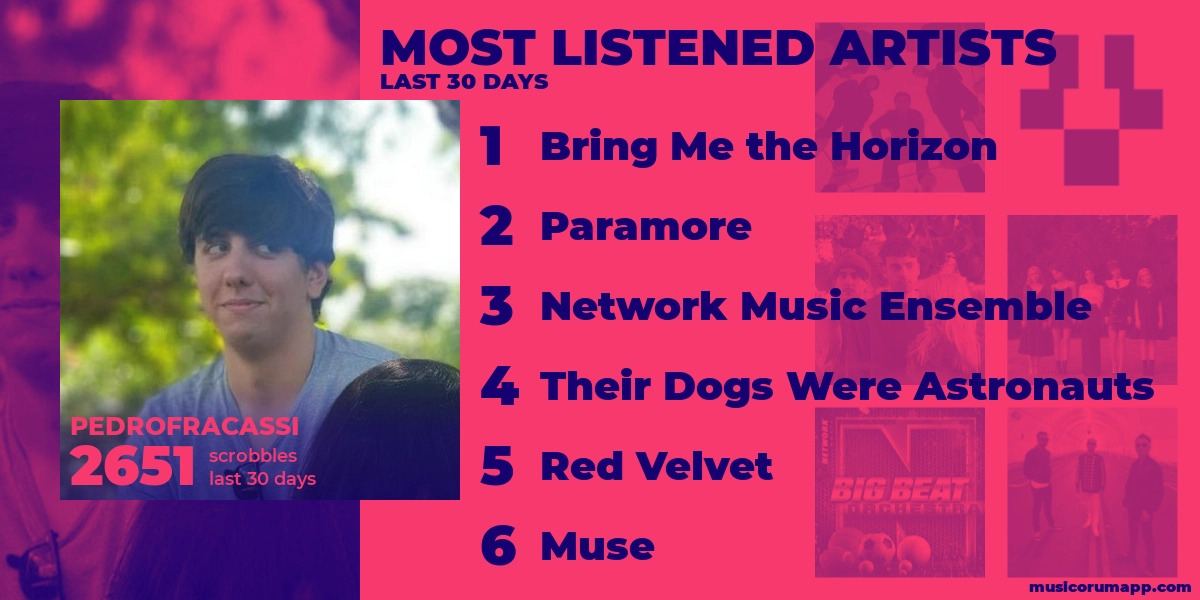 MOST LISTENED ARTISTS
LAST 30 DAYS
1 Bring Me the Horizon
2 Paramore
3 Network Music Ensemble
4 Their Dogs Were Astronauts
5 Red Velvet
6 Muse
PEDROFRACASSI
2651 scrobbles
last 30 days
NETWORK
BIG BEAT
musicorumapp.com